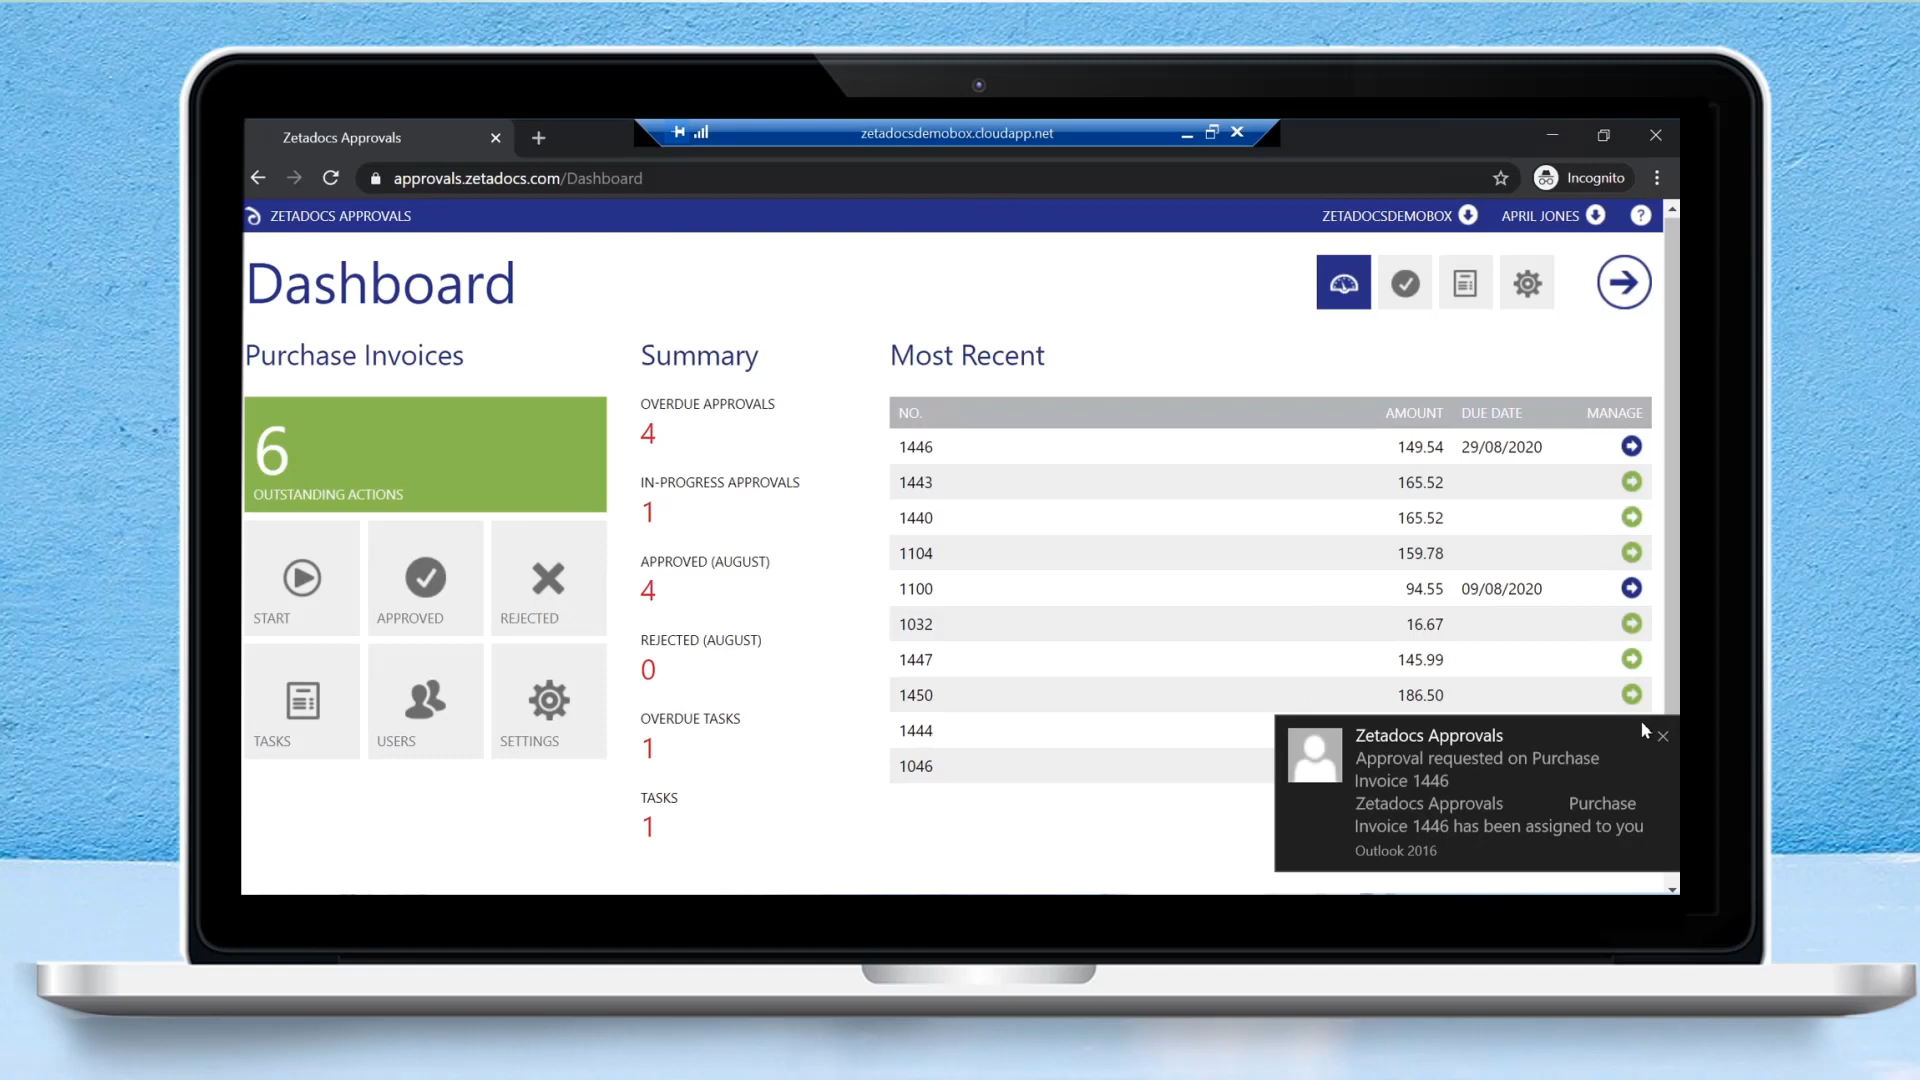 Zetadocs Approvals
zetadocsdemobox.cloudapp.net
approvals.zetadocs.com/Dashboard
Incognito
ZETADOCS APPROVALS
ZETADOCSDEMOBOX
APRIL JONES
?
Dashboard
Purchase Invoices
6
OUTSTANDING ACTIONS
START
APPROVED
REJECTED
TASKS
USERS
SETTINGS
Summary
OVERDUE APPROVALS
4
IN-PROGRESS APPROVALS
1
APPROVED (AUGUST)
4
REJECTED (AUGUST)
0
OVERDUE TASKS
1
TASKS
1
Most Recent
NO. AMOUNT DUE DATE MANAGE
1446 149.54 29/08/2020
1443 165.52
1440 165.52
1104 159.78
1100 94.55 09/08/2020
1032 16.67
1447 145.99
1450 186.50
1444
1046
Zetadocs Approvals
Approval requested on Purchase
Invoice 1446
Zetadocs Approvals Purchase
Invoice 1446 has been assigned to you
Outlook 2016